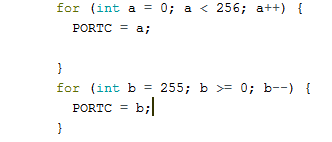 for (int a = 0; a < 256; a++) {
PORTC = a;
}
for (int b = 255; b >= 0; b--) {
PORTC = b;
}